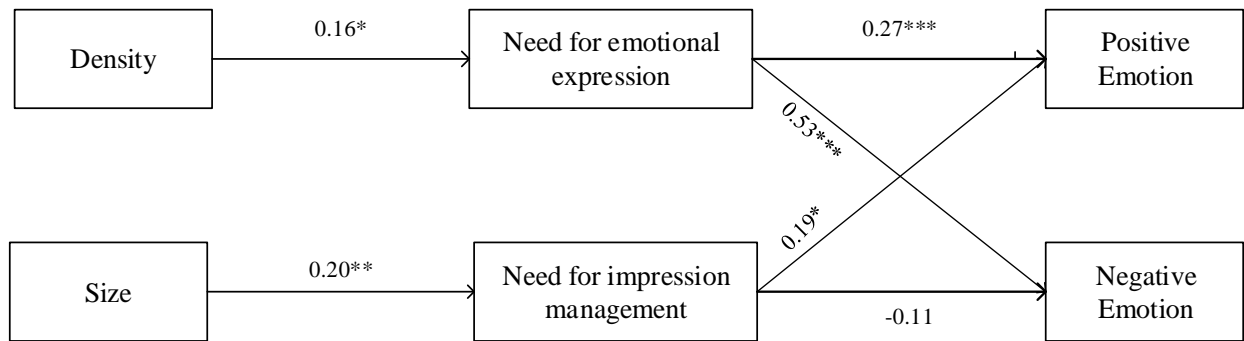 0.16*
0.27***
Density
Need for emotional
expression
Positive
Emotion
0.53***
0.19*
0.20**
Size
Need for impression
management
Negative
Emotion
-0.11